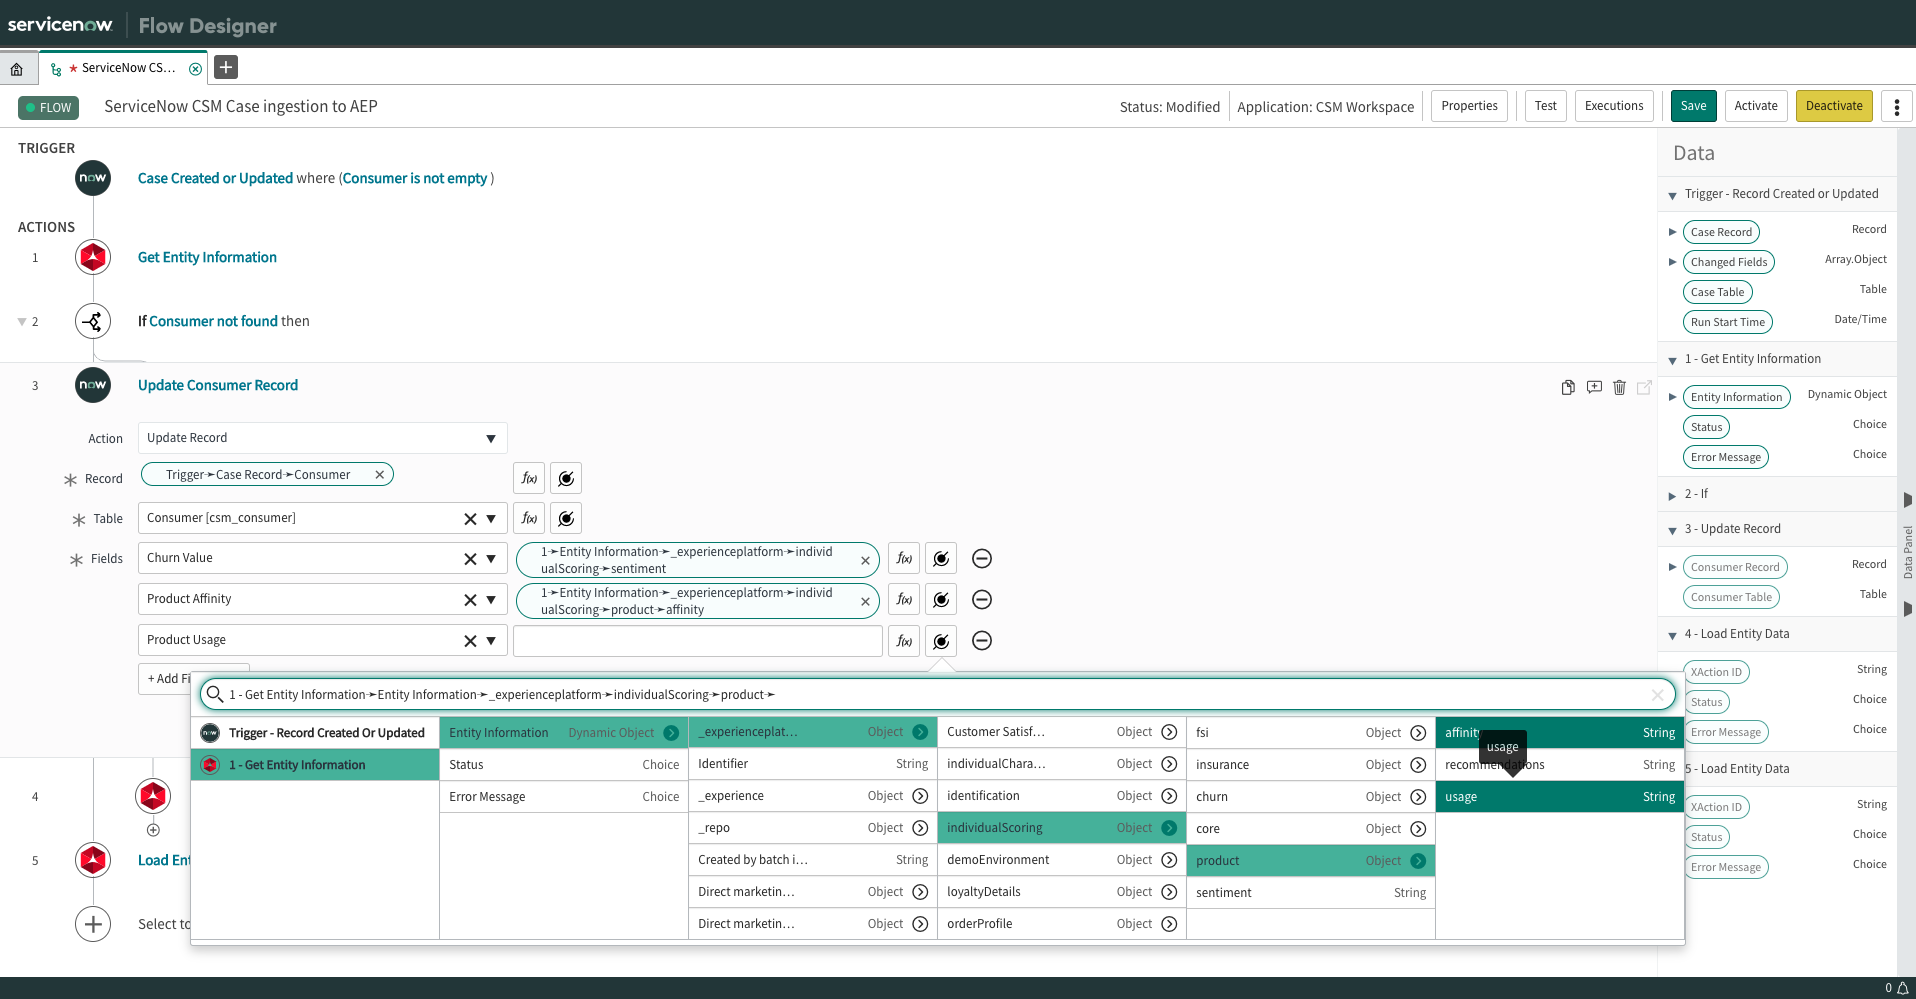 servicenow Flow Designer
* ServiceNow CS...
FLOW ServiceNow CSM Case ingestion to AEP Status: Modified Application: CSM Workspace Properties Test Executions Save Activate Deactivate
TRIGGER
now Case Created or Updated where (Consumer is not empty )
ACTIONS
1 Get Entity Information
2 If Consumer not found then
3 now Update Consumer Record
Action Update Record
Record Trigger➛Case Record➛Consumer f(x)
Table Consumer [csm_consumer] f(x)
Fields Churn Value 1➛Entity Information➛_experienceplatform➛individ
ualScoring➛sentiment f(x)
Product Affinity 1➛Entity Information➛_experienceplatform➛individ
ualScoring➛product➛affinity f(x)
Product Usage f(x)
+ Add Fi
1 - Get Entity Information➛Entity Information➛_experienceplatform➛individualScoring➛product➛
now Trigger - Record Created Or Updated
1 - Get Entity Information
Entity Information Dynamic Object
Status Choice
Error Message Choice
_experienceplat... Object
Identifier String
_experience Object
_repo Object
Created by batch i... String
Direct marketin... Object
Direct marketin... Object
Customer Satisf... Object
individualChara... Object
identification Object
individualScoring Object
demoEnvironment Object
loyaltyDetails Object
orderProfile Object
fsi Object
insurance Object
churn Object
core Object
product Object
sentiment String
affinity String
usage
recommendations String
usage String
4
5 Load Ent
Select to
Data
Trigger - Record Created or Updated
Case Record Record
Changed Fields Array.Object
Case Table Table
Run Start Time Date/Time
1 - Get Entity Information
Entity Information Dynamic Object
Status Choice
Error Message Choice
2 - If
3 - Update Record
Consumer Record Record
Consumer Table Table
4 - Load Entity Data
XAction ID String
Status Choice
Error Message Choice
5 - Load Entity Data
XAction ID String
Status Choice
Error Message Choice
Data Panel
0